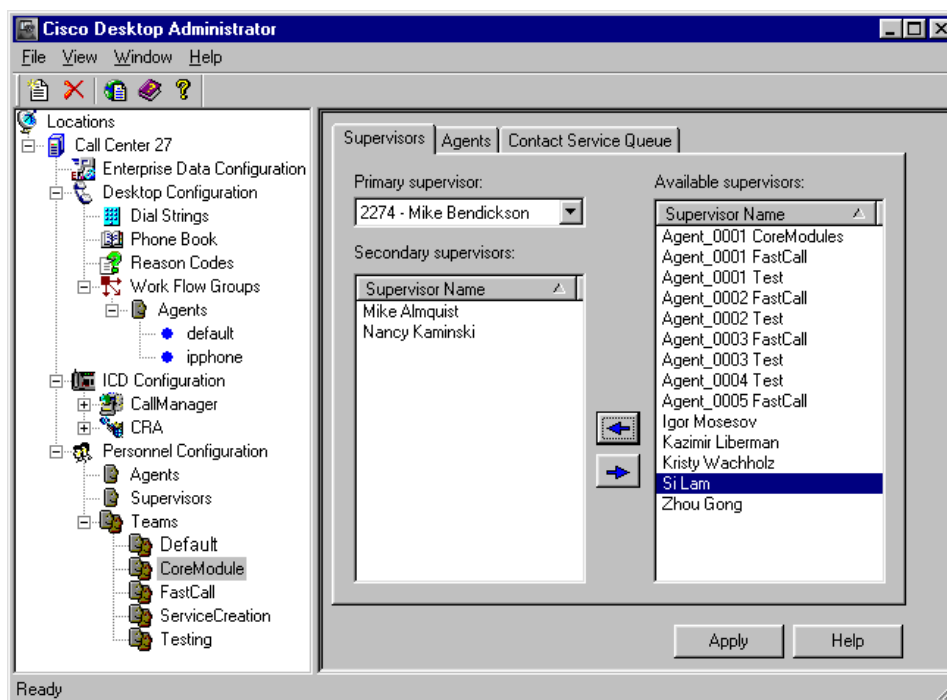 Cisco Desktop Administrator
File View Window Help
Locations
Call Center 27
Enterprise Data Configuration
Desktop Configuration
Dial Strings
Phone Book
Reason Codes
Work Flow Groups
Agents
default
ipphone
ICD Configuration
CallManager
CRA
Personnel Configuration
Agents
Supervisors
Teams
Default
CoreModule
FastCall
ServiceCreation
Testing
Supervisors Agents Contact Service Queue
Primary supervisor:
2274 - Mike Bendickson
Secondary supervisors:
Supervisor Name
Mike Almquist
Nancy Kaminski
Available supervisors:
Supervisor Name
Agent_0001 CoreModules
Agent_0001 FastCall
Agent_0001 Test
Agent_0002 FastCall
Agent_0002 Test
Agent_0003 FastCall
Agent_0003 Test
Agent_0004 Test
Agent_0005 FastCall
Igor Mosesov
Kazimir Liberman
Kristy Wachholz
Si Lam
Zhou Gong
Apply Help
Ready